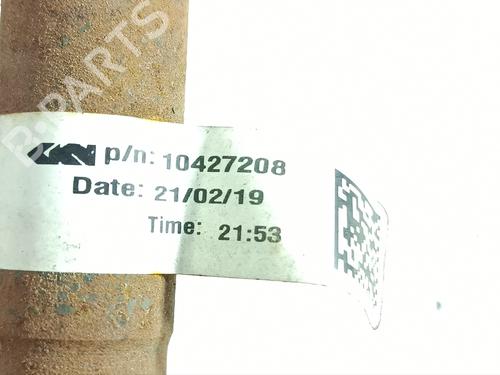 B-PARTS
p/n: 10427208
Date: 21/02/19
Time: 21:53